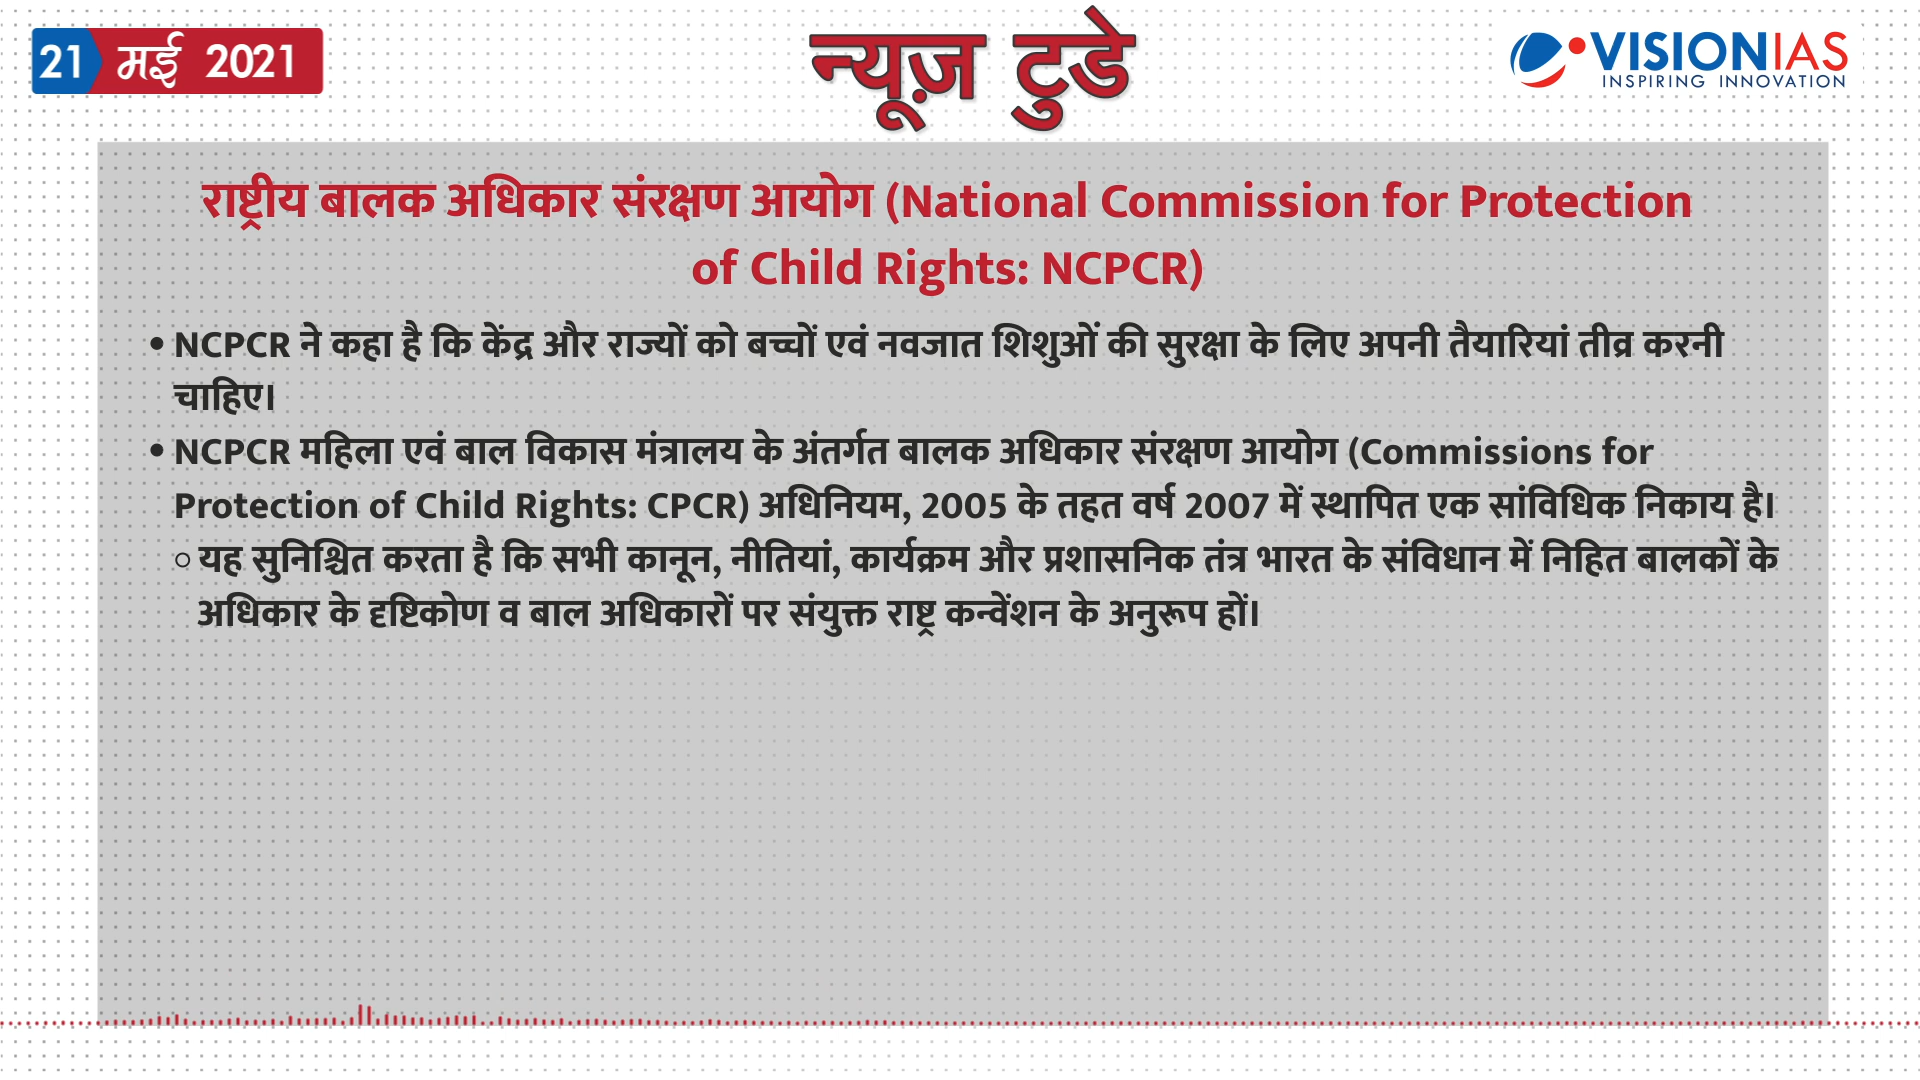 21 मई 2021
न्यूज़ टुडे
VISIONIAS
INSPIRING INNOVATION
राष्ट्रीय बालक अधिकार संरक्षण आयोग (National Commission for Protection
of Child Rights: NCPCR)
• NCPCR ने कहा है कि केंद्र और राज्यों को बच्चों एवं नवजात शिशुओं की सुरक्षा के लिए अपनी तैयारियां तीव्र करनी
चाहिए।
• NCPCR महिला एवं बाल विकास मंत्रालय के अंतर्गत बालक अधिकार संरक्षण आयोग (Commissions for
Protection of Child Rights: CPCR) अधिनियम, 2005 के तहत वर्ष 2007 में स्थापित एक सांविधिक निकाय है।
○ यह सुनिश्चित करता है कि सभी कानून, नीतियां, कार्यक्रम और प्रशासनिक तंत्र भारत के संविधान में निहित बालकों के
अधिकार के दृष्टिकोण व बाल अधिकारों पर संयुक्त राष्ट्र कन्वेंशन के अनुरूप हों।